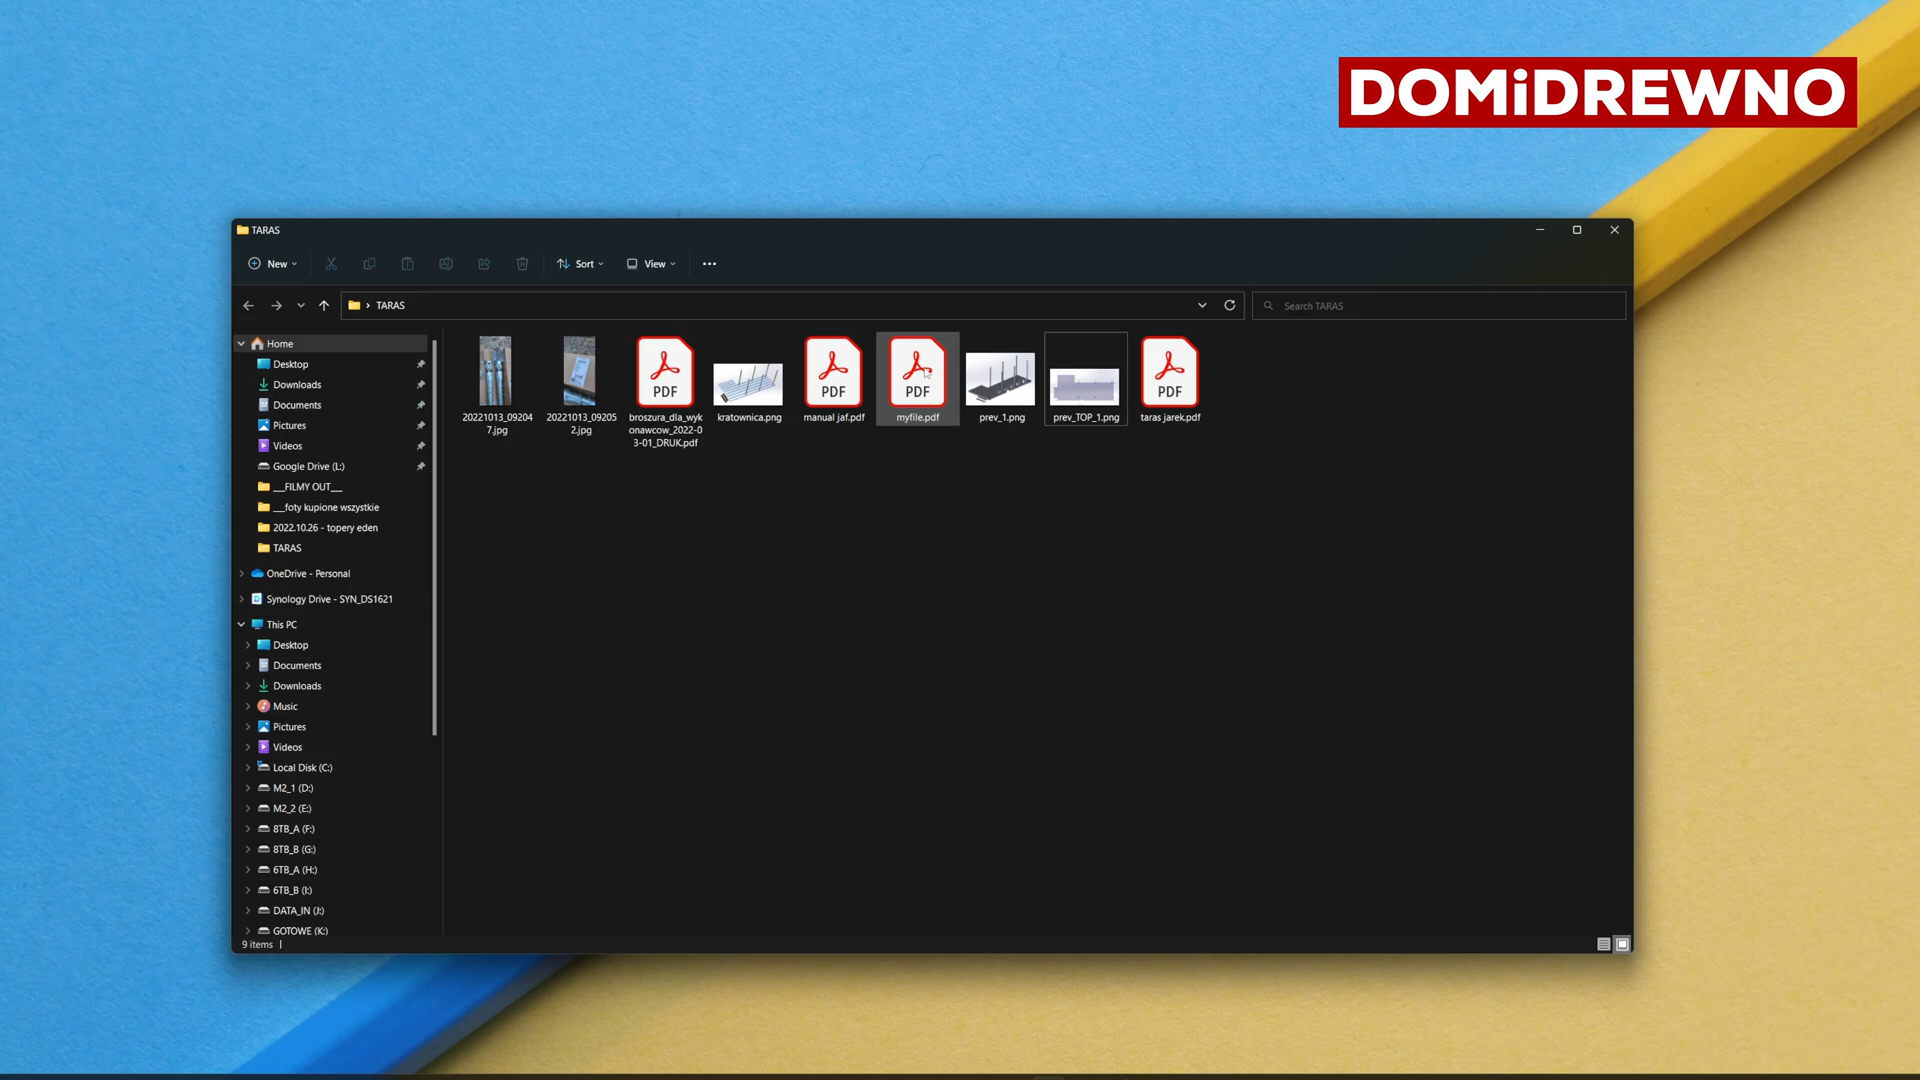 DOMiDREWNO
TARAS
New
Sort
View
TARAS
Search TARAS
Home
Desktop
Downloads
Documents
Pictures
Videos
Google Drive (L:)
__FILMY OUT__
__foty kupione wszystkie
2022.10.26 - topery eden
TARAS
OneDrive - Personal
Synology Drive - SYN_DS1621
This PC
Desktop
Documents
Downloads
Music
Pictures
Videos
Local Disk (C:)
M2_1 (D:)
M2_2 (E:)
8TB_A (F:)
8TB_B (G:)
6TB_A (H:)
6TB_B (I:)
DATA_IN (J:)
GOTOWE (K:)
20221013_09204
7.jpg
20221013_09205
2.jpg
PDF
broszura_dla_wyk
onawcow_2022-0
3-01_DRUK.pdf
kratownica.png
PDF
manual jaf.pdf
PDF
myfile.pdf
prev_1.png
prev_TOP_1.png
PDF
taras jarek.pdf
9 items